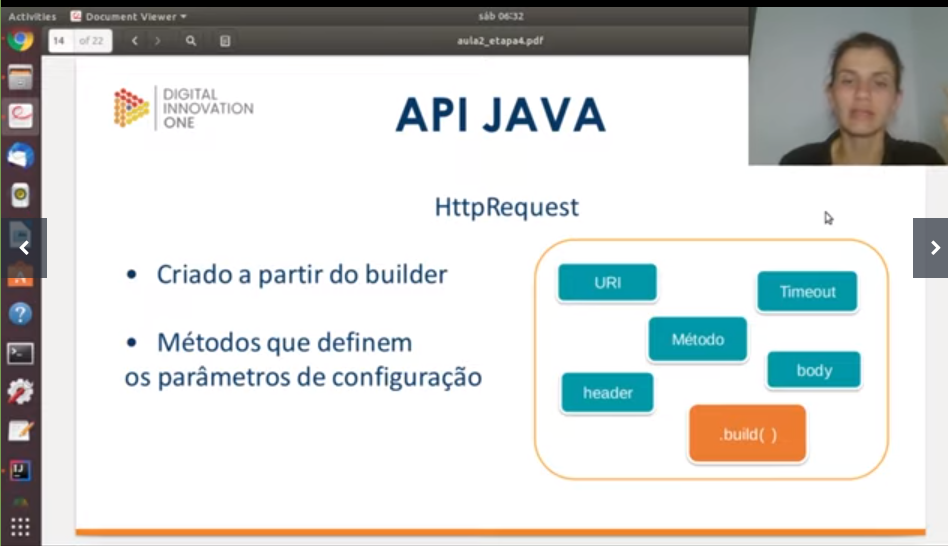 Activities Document Viewer sáb 06:32
14 of 22 aula2_etapa4.pdf
DIGITAL
INNOVATION
ONE
API JAVA
HttpRequest
• Criado a partir do builder
• Métodos que definem
os parâmetros de configuração
URI
Timeout
Método
body
header
.build( )